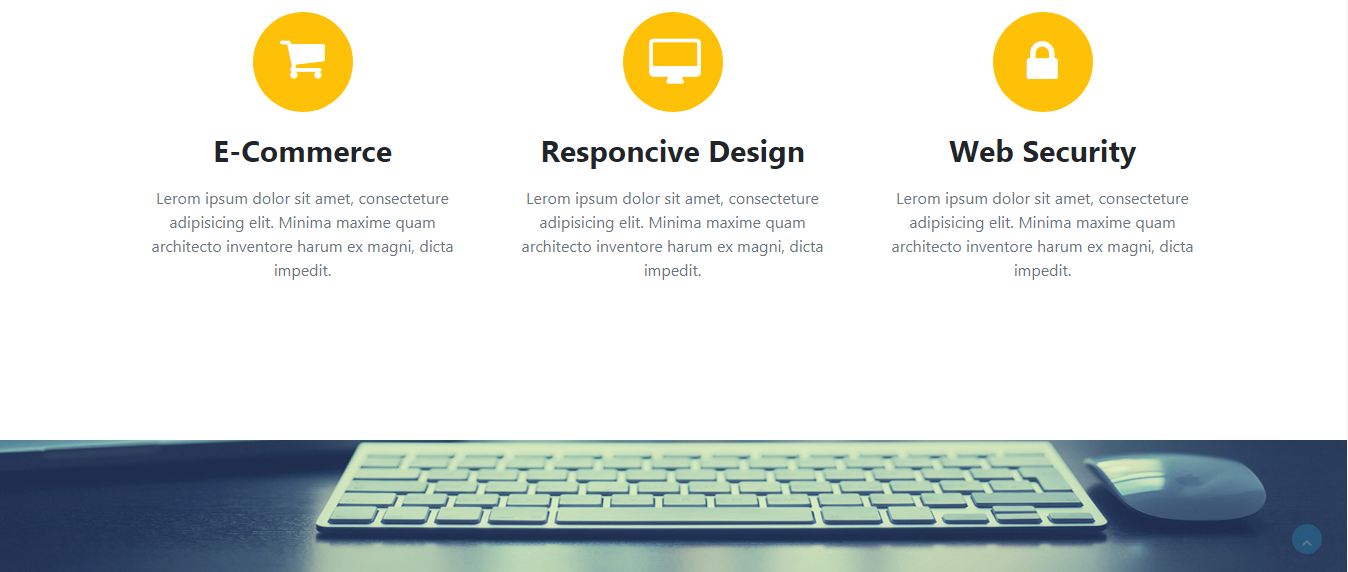 E-Commerce
Lerom ipsum dolor sit amet, consecteture
adipisicing elit. Minima maxime quam
architecto inventore harum ex magni, dicta
impedit.
Responcive Design
Lerom ipsum dolor sit amet, consecteture
adipisicing elit. Minima maxime quam
architecto inventore harum ex magni, dicta
impedit.
Web Security
Lerom ipsum dolor sit amet, consecteture
adipisicing elit. Minima maxime quam
architecto inventore harum ex magni, dicta
impedit.